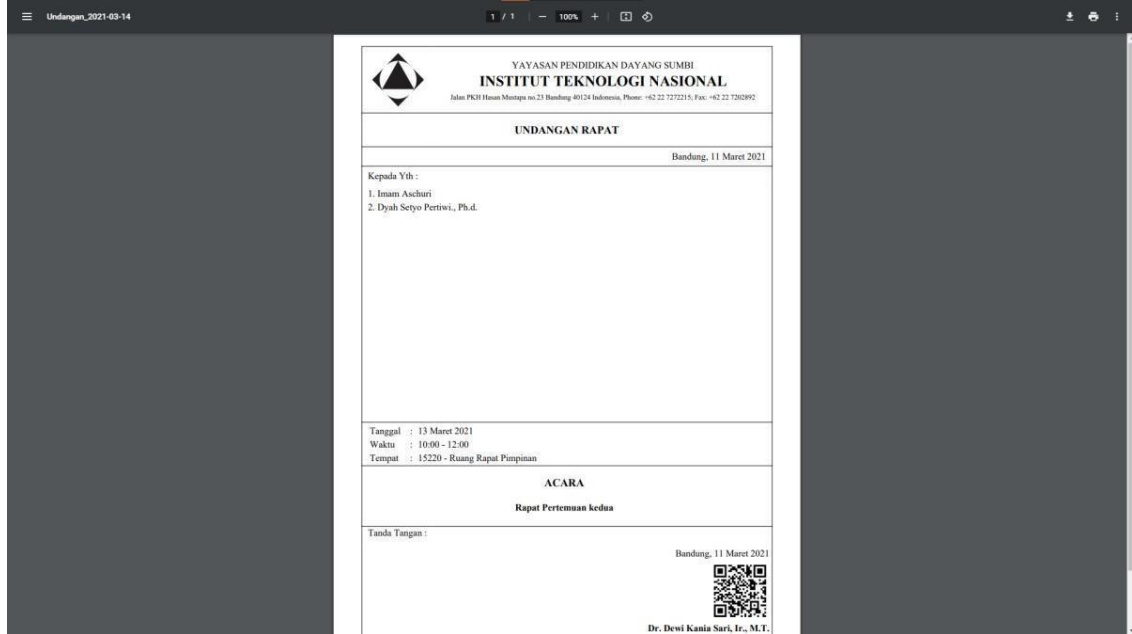 Undangan_2021-03-14
1 / 1
100%
YAYASAN PENDIDIKAN DAYANG SUMBI
INSTITUT TEKNOLOGI NASIONAL
Jalan PKH Hasan Mustapa no.23 Bandung 40124 Indonesia, Phone: +62 22 7272215; Fax: +62 22 7202892
UNDANGAN RAPAT
Bandung, 11 Maret 2021
Kepada Yth :
1. Imam Aschuri
2. Dyah Setyo Pertiwi., Ph.d.
Tanggal : 13 Maret 2021
Waktu : 10:00 - 12:00
Tempat : 15220 - Ruang Rapat Pimpinan
ACARA
Rapat Pertemuan kedua
Tanda Tangan :
Bandung, 11 Maret 2021
Dr. Dewi Kania Sari, Ir., M.T.